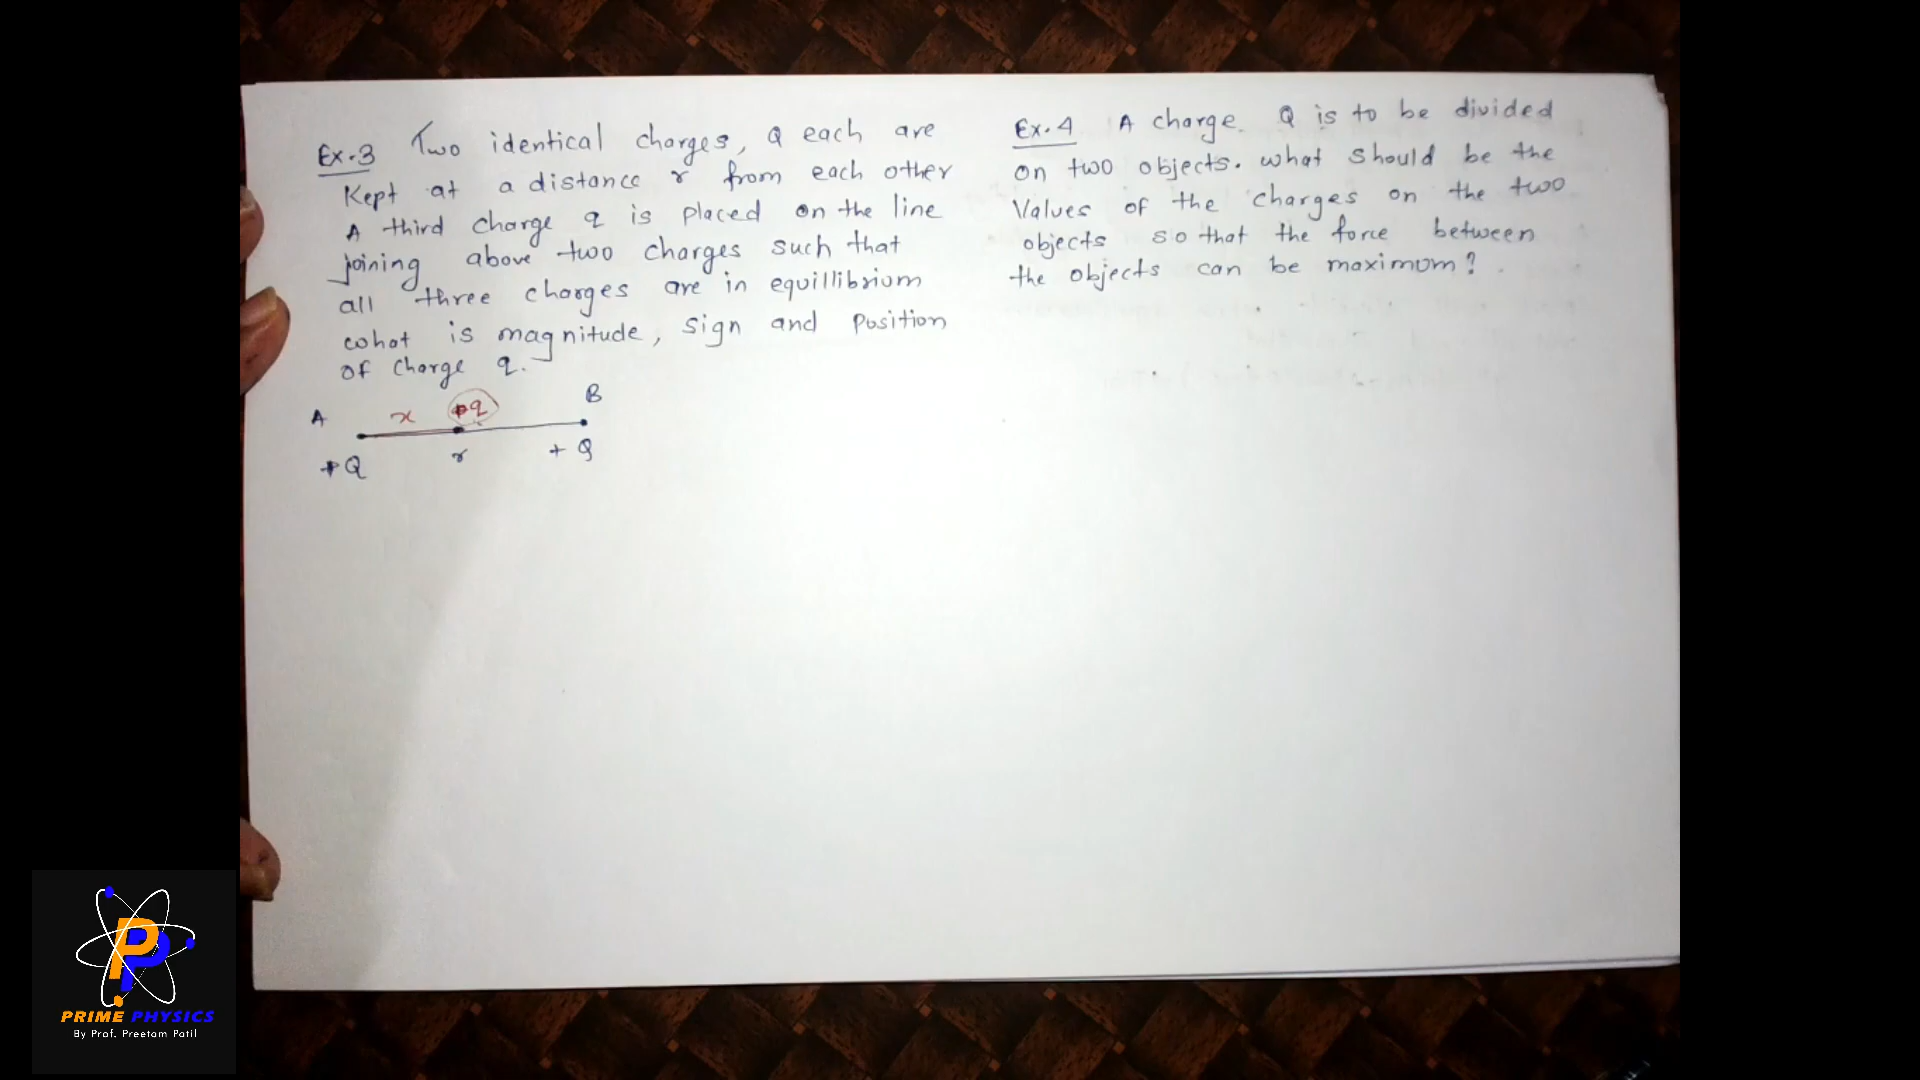 Ex.3 Two identical charges, Q each are
Kept at a distance r from each other
A third charge q is placed on the line
joining above two charges such that
all three charges are in equillibrium
what is magnitude, sign and position
of charge q.
A x +q B
+Q r + Q
Ex.4 A charge Q is to be divided
on two objects. what should be the
Values of the charges on the two
objects so that the force between
the objects can be maximum?
PRIME PHYSICS
By Prof. Preetam Patil